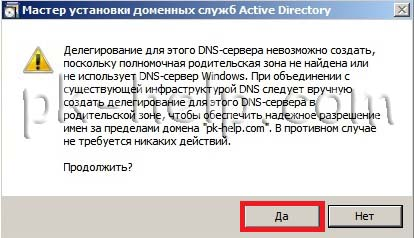 Мастер установки доменных служб Active Directory
Делегирование для этого DNS-сервера невозможно создать,
поскольку полномочная родительская зона не найдена или
не использует DNS-сервер Windows. При объединении с
существующей инфраструктурой DNS следует вручную
создать делегирование для этого DNS-сервера в
родительской зоне, чтобы обеспечить надежное разрешение
имен за пределами домена "pk-help.com". В противном случае
не требуется никаких действий.
Продолжить?
Да
Нет
pk-help.com